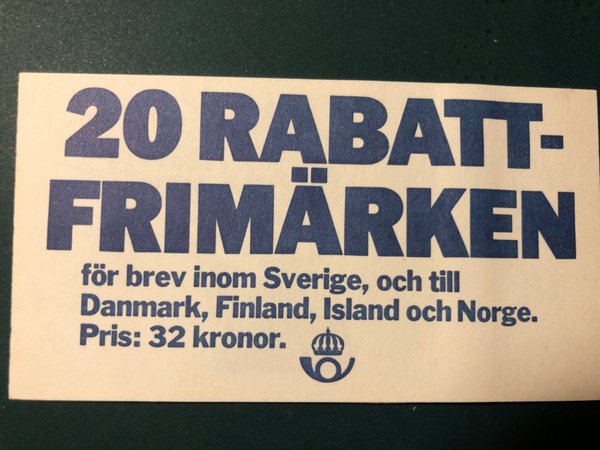 20 RABATT-
FRIMÄRKEN
för brev inom Sverige, och till
Danmark, Finland, Island och Norge.
Pris: 32 kronor.